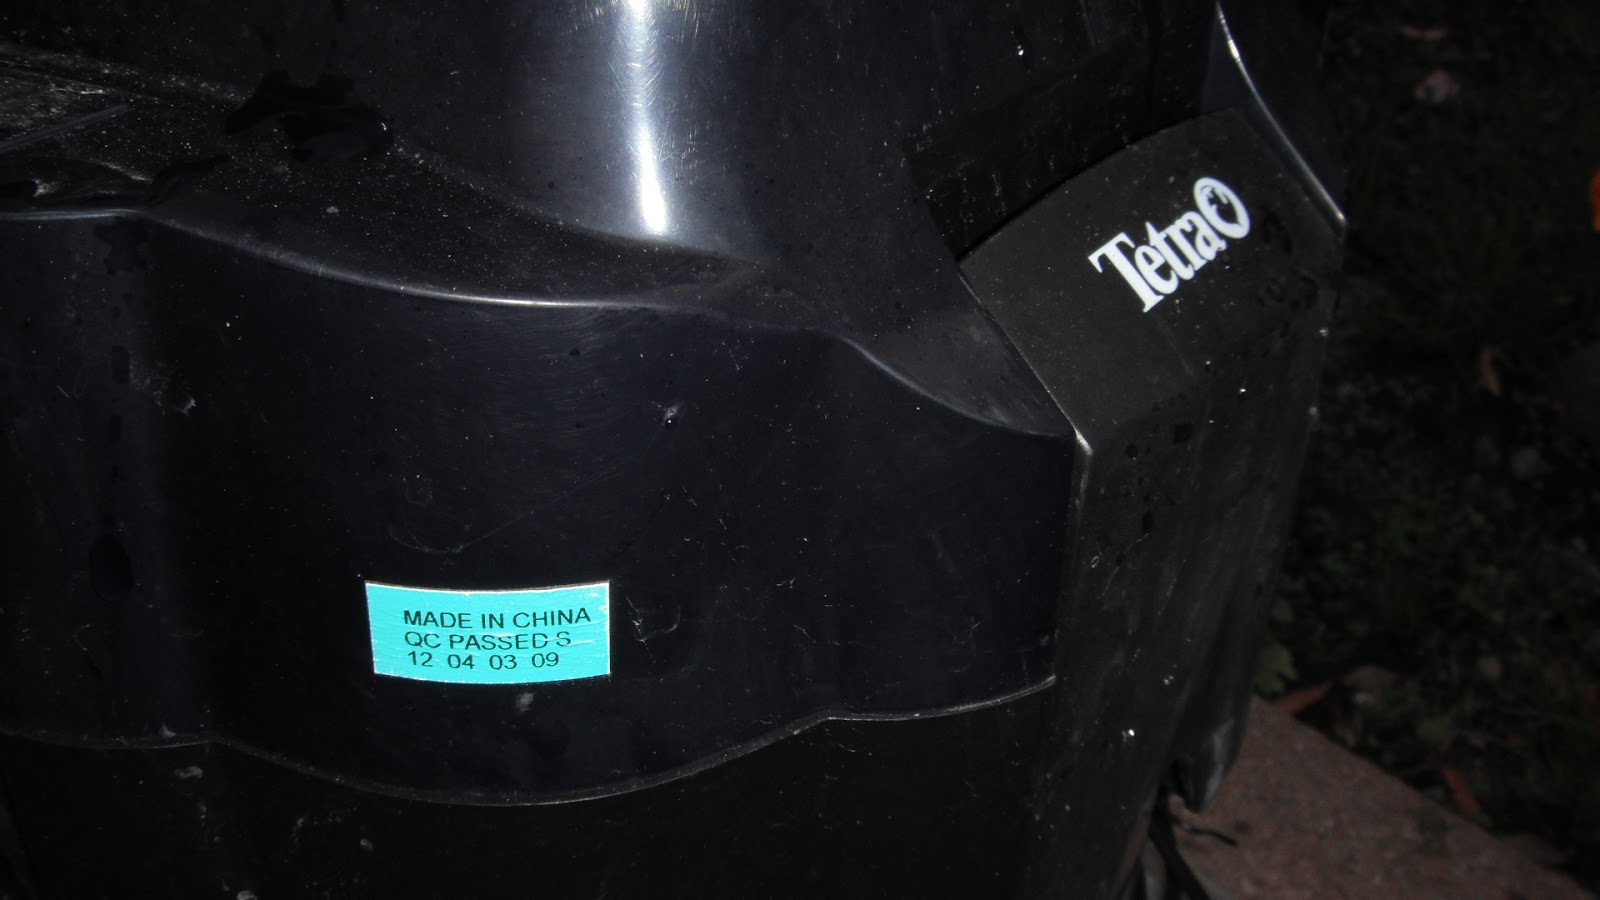 Tetra
MADE IN CHINA
QC PASSED S
12 04 03 09